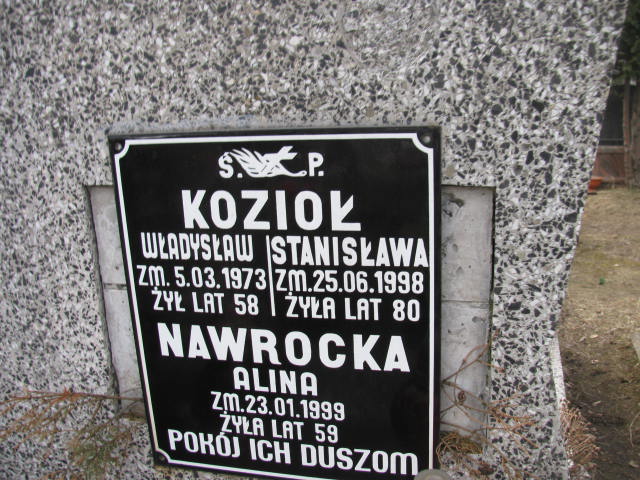 Ś. P.
KOZIOŁ
WŁADYSŁAW STANISŁAWA
ZM. 5.03.1973 ZM. 25.06.1998
ŻYŁ LAT 58 ŻYŁA LAT 80
NAWROCKA
ALINA
ZM. 23.01.1999
ŻYŁA LAT 59
POKÓJ ICH DUSZOM